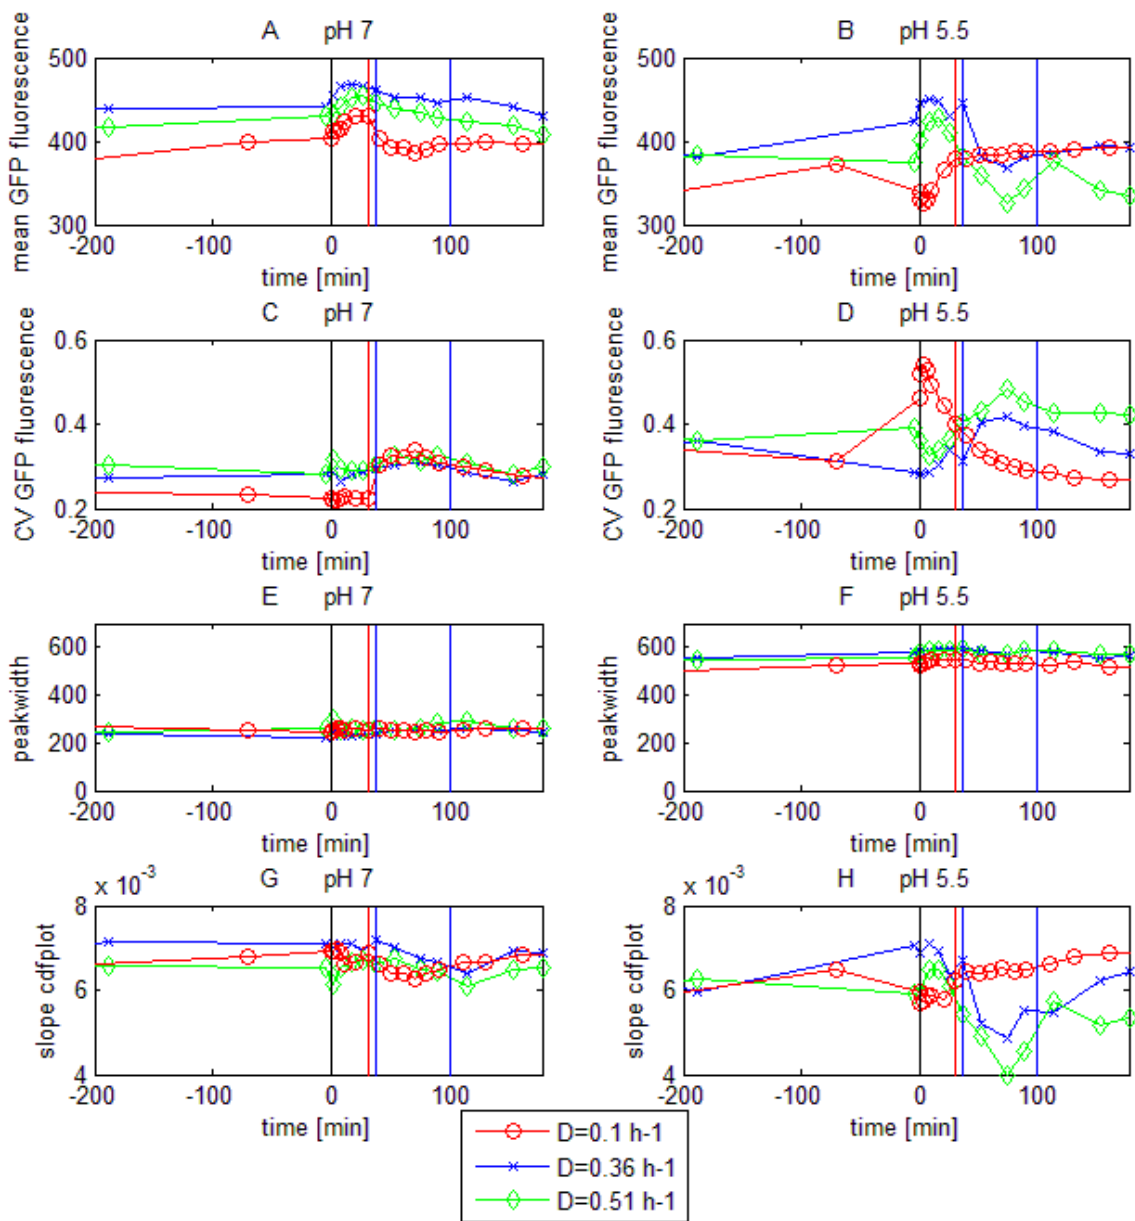 A pH 7
B pH 5.5
mean GFP fluorescence
500
400
300
-200 -100 0 100
time [min]
mean GFP fluorescence
500
400
300
-200 -100 0 100
time [min]
C pH 7
D pH 5.5
CV GFP fluorescence
0.6
0.4
0.2
-200 -100 0 100
time [min]
CV GFP fluorescence
0.6
0.4
0.2
-200 -100 0 100
time [min]
E pH 7
F pH 5.5
peakwidth
600
400
200
0
-200 -100 0 100
time [min]
peakwidth
600
400
200
0
-200 -100 0 100
time [min]
x 10-3
G pH 7
x 10-3
H pH 5.5
slope cdfplot
8
6
4
-200 -100 0 100
time [min]
slope cdfplot
8
6
4
-200 -100 0 100
time [min]
D=0.1 h-1
D=0.36 h-1
D=0.51 h-1